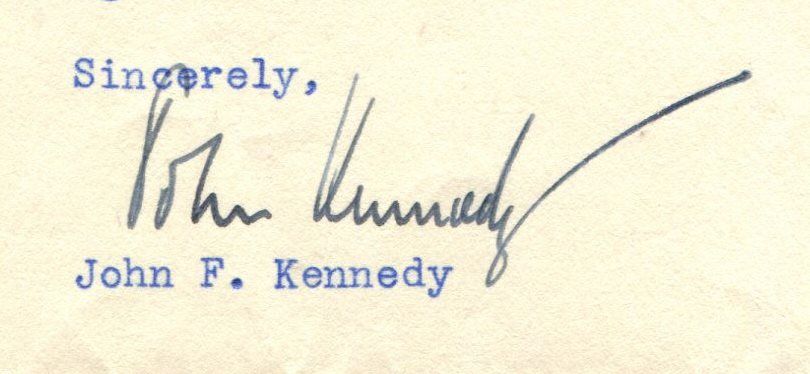 Sincerely,
John Kennedy
John F. Kennedy